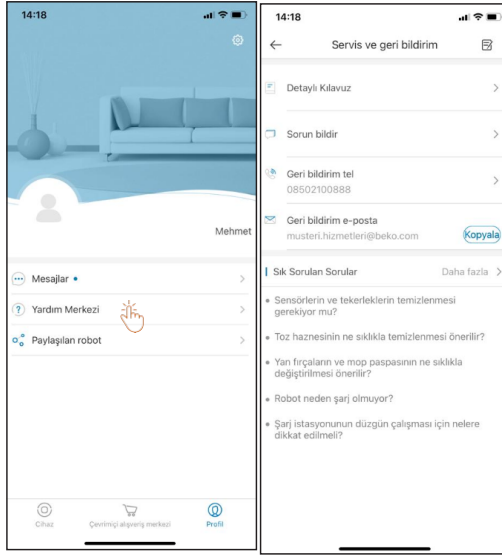 14:18
Mehmet
Mesajlar
Yardım Merkezi
Paylaşılan robot
Cihaz
Çevrimiçi alışveriş merkezi
Profil
14:18
Servis ve geri bildirim
Detaylı Kılavuz
Sorun bildir
Geri bildirim tel
08502100888
Geri bildirim e-posta
musteri.hizmetleri@beko.com
Kopyala
Sık Sorulan Sorular
Daha fazla
Sensörlerin ve tekerleklerin temizlenmesi
gerekiyor mu?
Toz haznesinin ne sıklıkla temizlenmesi önerilir?
Yan fırçaların ve mop paspasının ne sıklıkla
değiştirilmesi önerilir?
Robot neden şarj olmuyor?
Şarj istasyonunun düzgün çalışması için nelere
dikkat edilmeli?